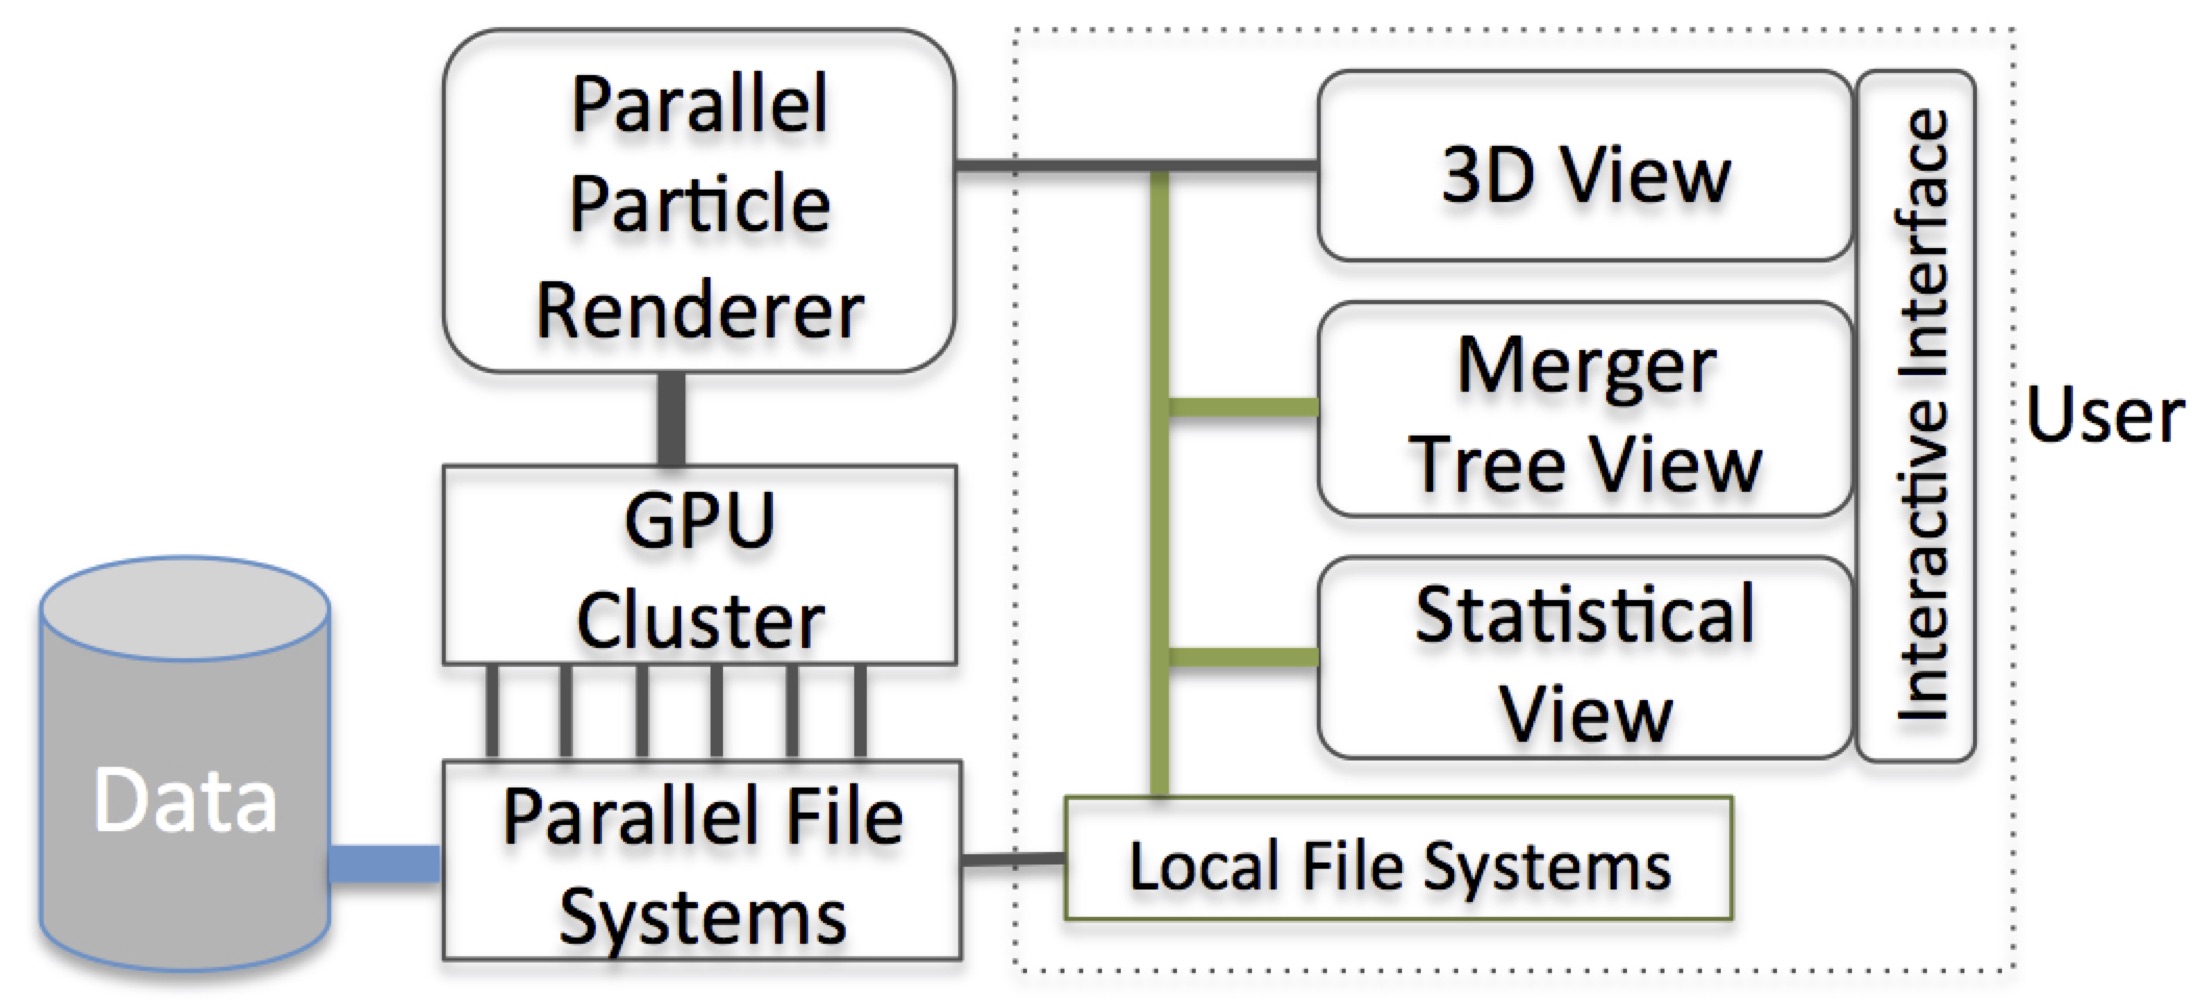 Parallel
Particle
Renderer
GPU
Cluster
Data
Parallel File
Systems
3D View
Merger
Tree View
Statistical
View
Local File Systems
Interactive Interface
User